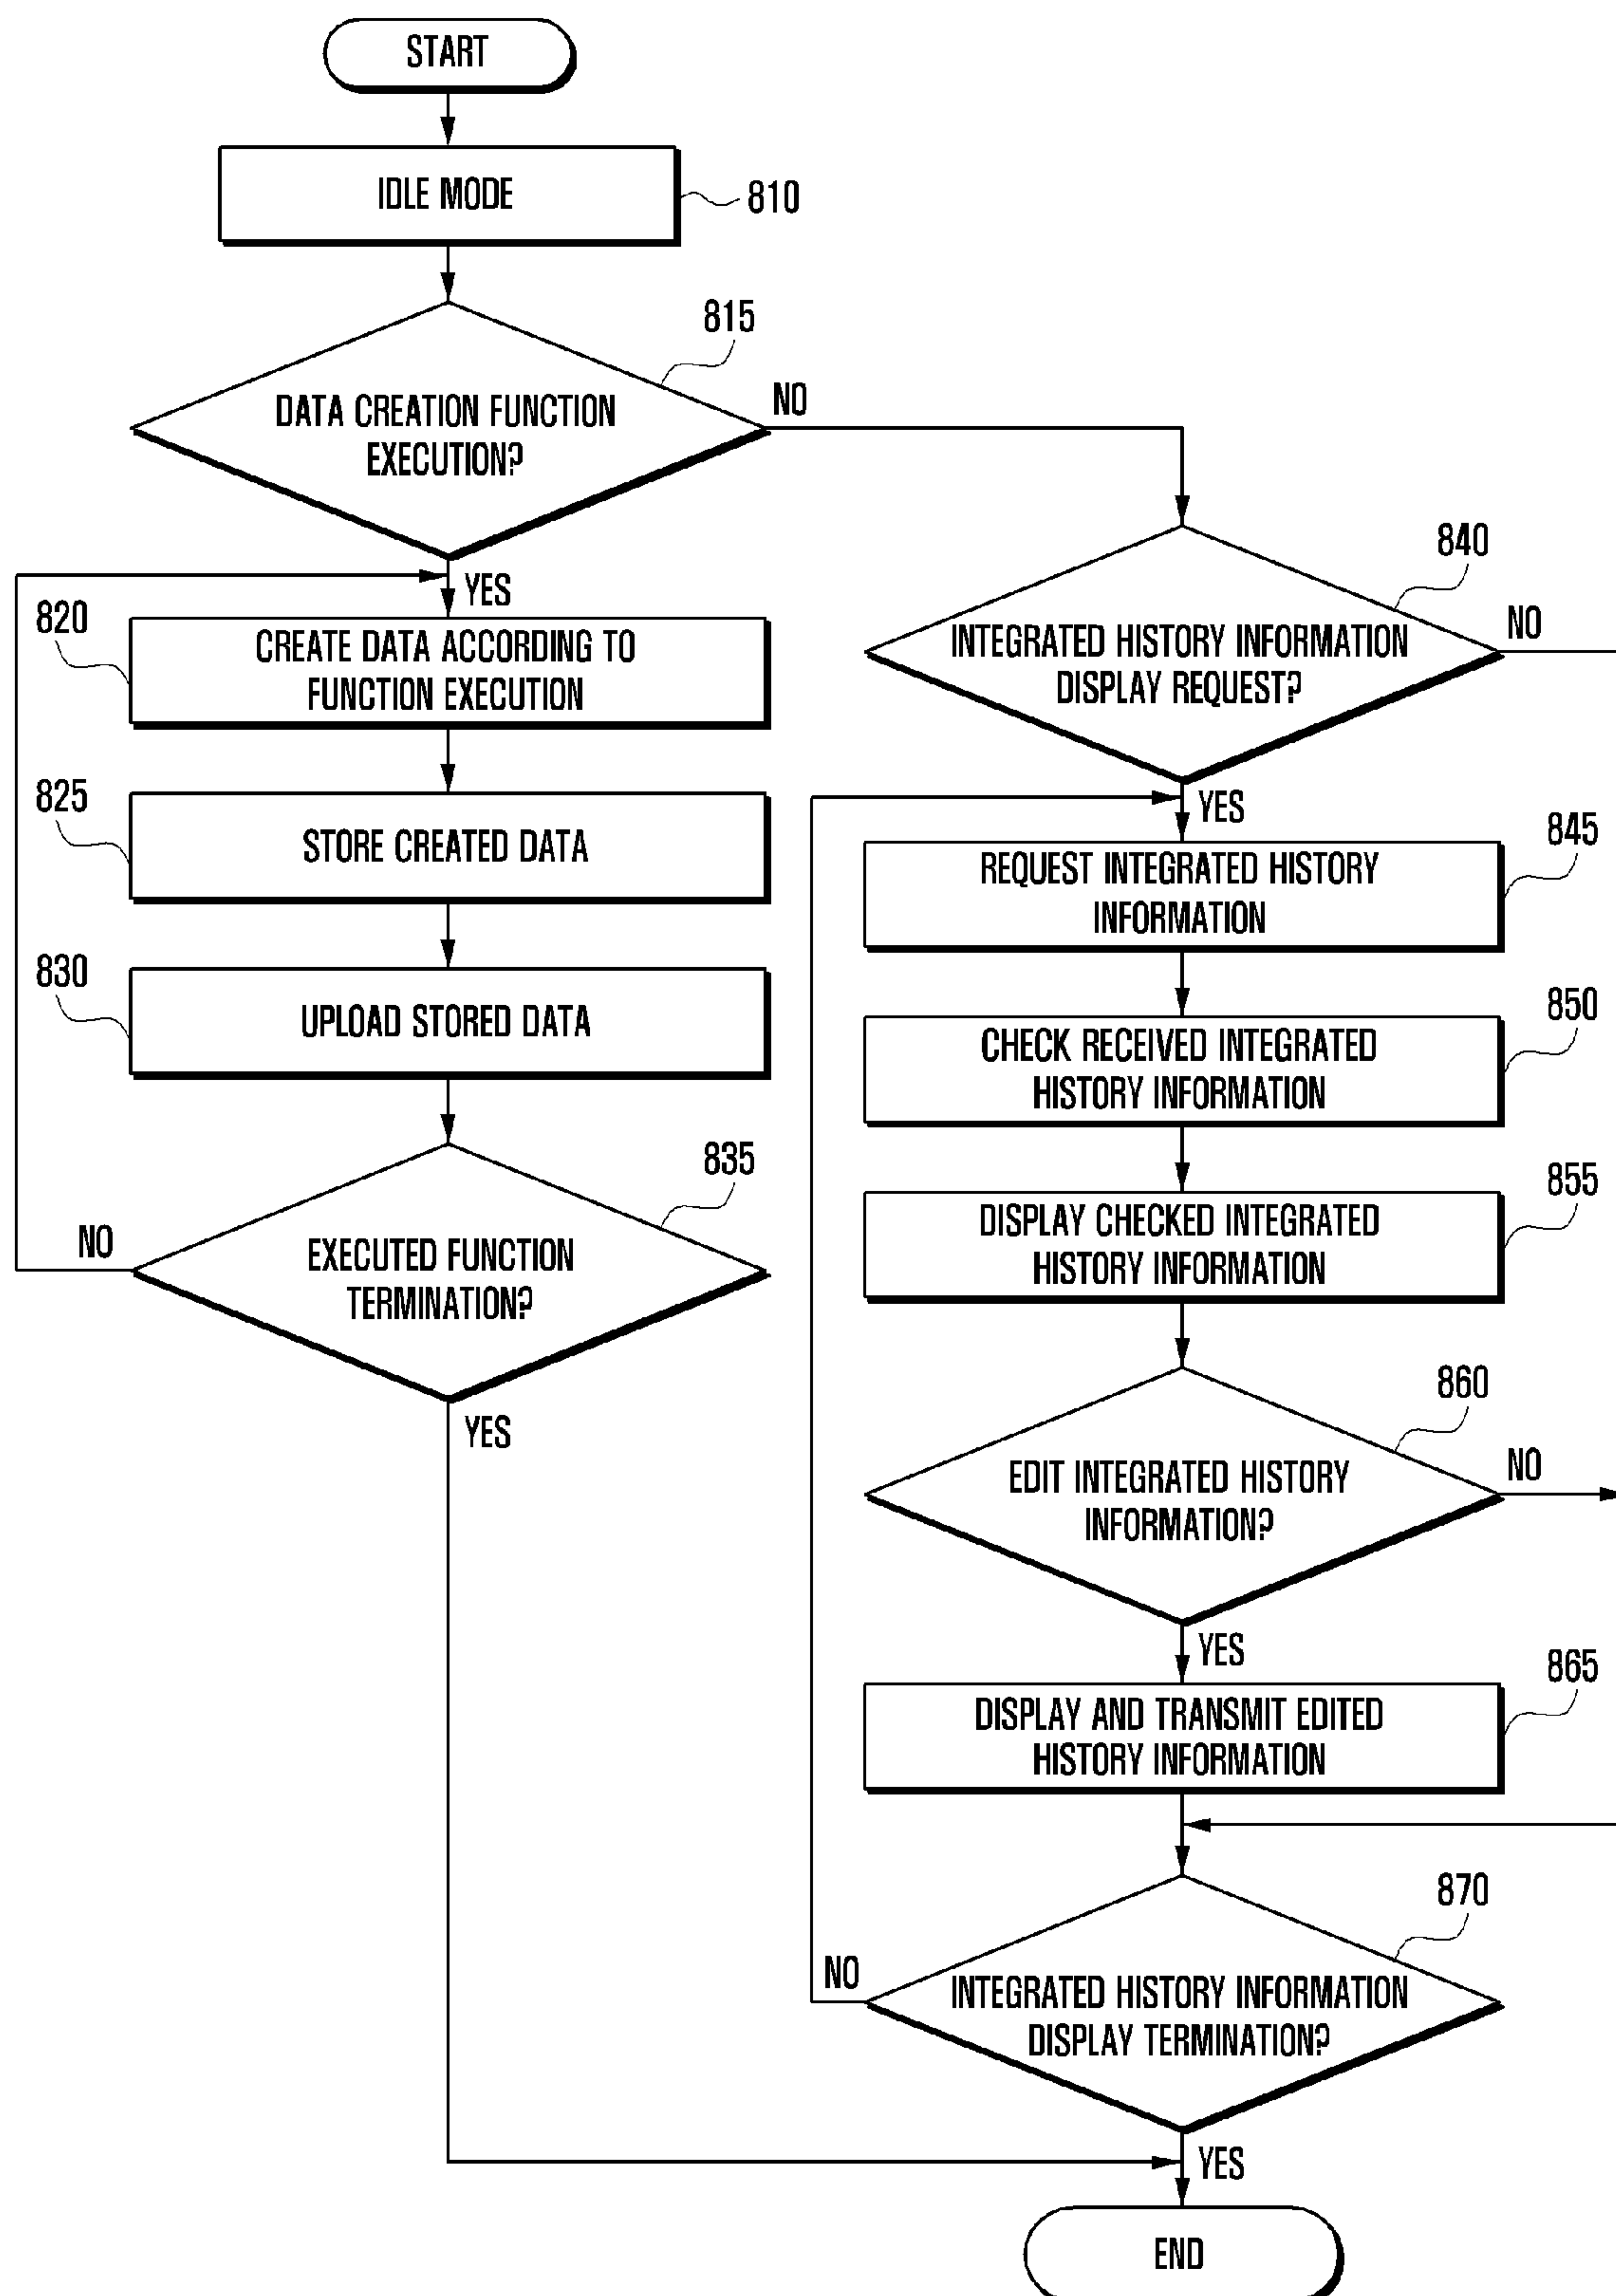 START
IDLE MODE
810
815
DATA CREATION FUNCTION
EXECUTION?
NO
YES
820
CREATE DATA ACCORDING TO
FUNCTION EXECUTION
825
STORE CREATED DATA
830
UPLOAD STORED DATA
835
NO
EXECUTED FUNCTION
TERMINATION?
YES
840
NO
INTEGRATED HISTORY INFORMATION
DISPLAY REQUEST?
YES
845
REQUEST INTEGRATED HISTORY
INFORMATION
850
CHECK RECEIVED INTEGRATED
HISTORY INFORMATION
855
DISPLAY CHECKED INTEGRATED
HISTORY INFORMATION
860
NO
EDIT INTEGRATED HISTORY
INFORMATION?
YES
865
DISPLAY AND TRANSMIT EDITED
HISTORY INFORMATION
870
NO
INTEGRATED HISTORY INFORMATION
DISPLAY TERMINATION?
YES
END